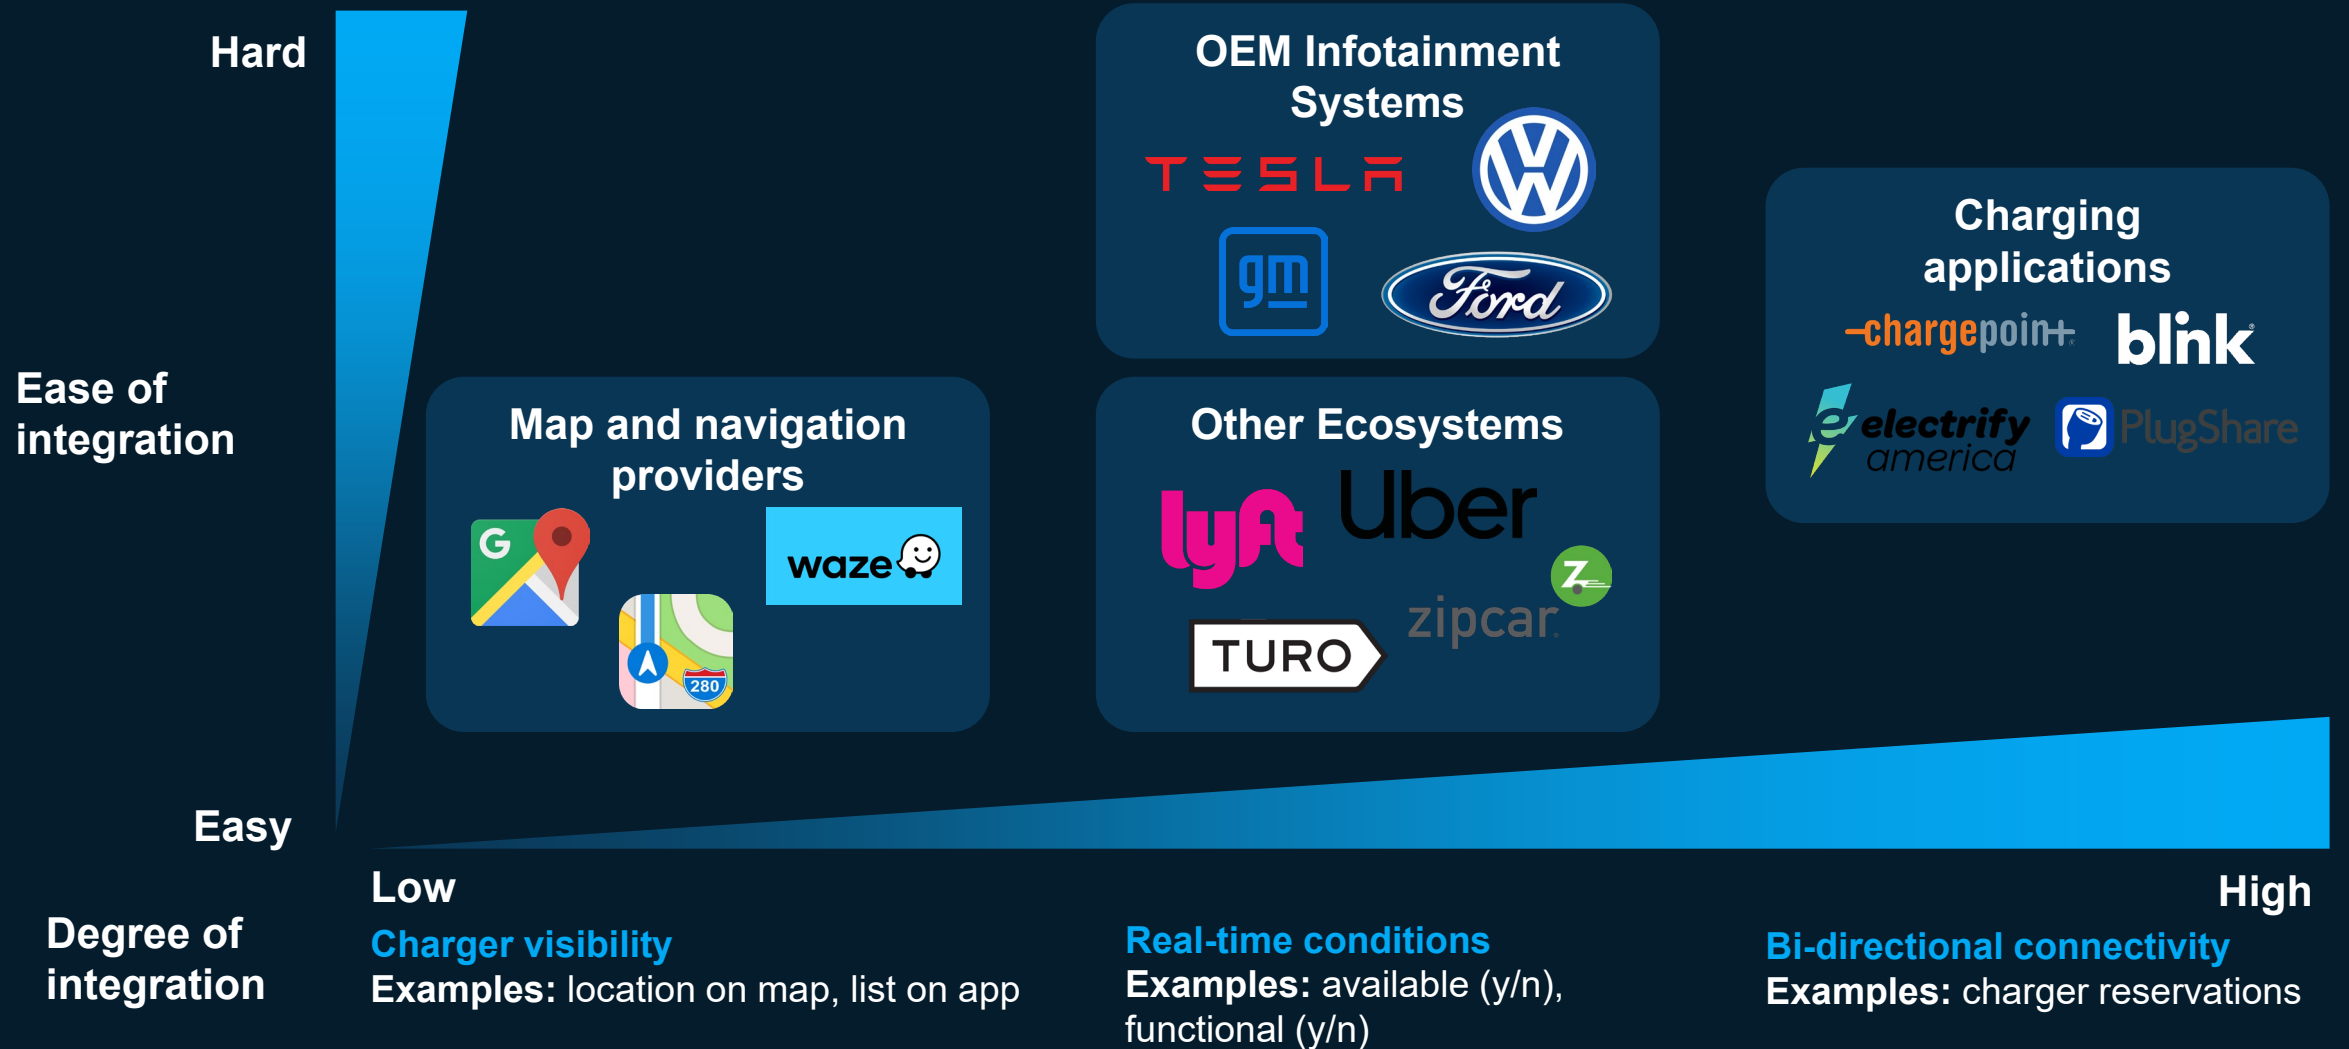 Hard
Ease of
integration
Easy
OEM Infotainment
Systems
TESLA
VW
gm
Ford
Charging
applications
-chargepoin+
blink
e electrify
america
PlugShare
Map and navigation
providers
G
waze
280
Other Ecosystems
lyft
Uber
Z
zipcar
TURO
Degree of
integration
Low
Charger visibility
Examples: location on map, list on app
Real-time conditions
Examples: available (y/n),
functional (y/n)
High
Bi-directional connectivity
Examples: charger reservations